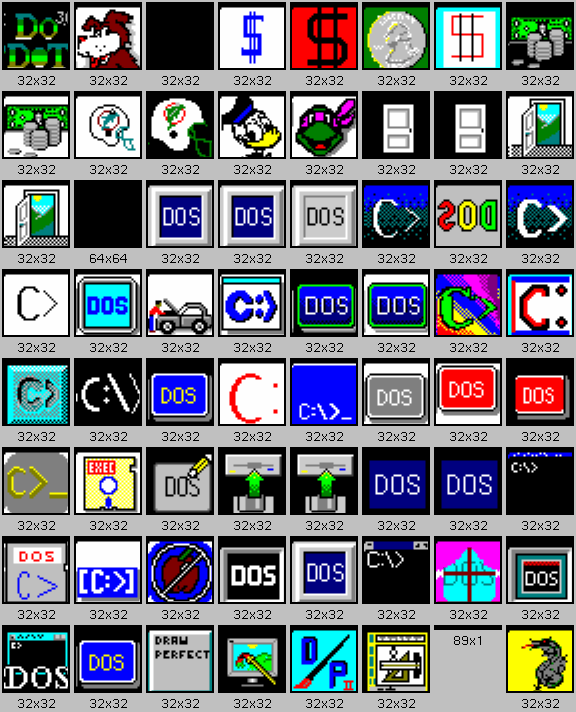 Do 3
DOT
$ $ $
32x32 32x32 32x32 32x32 32x32 32x32 32x32 32x32
32x32 32x32 32x32 32x32 32x32 32x32 32x32 32x32
DOS DOS DOS C> DOS C>
32x32 64x64 32x32 32x32 32x32 32x32 32x32 32x32
C> DOS C:) DOS DOS C> C:
32x32 32x32 32x32 32x32 32x32 32x32 32x32 32x32
C> C:\) DOS C: C:\>_ DOS DOS DOS
32x32 32x32 32x32 32x32 32x32 32x32 32x32 32x32
C>_ EXEC DOS DOS DOS C:\>
32x32 32x32 32x32 32x32 32x32 32x32 32x32 32x32
DOS
C> [C:>] DOS DOS C:\> DOS DOS
32x32 32x32 32x32 32x32 32x32 32x32 32x32 32x32
DOS DOS DRAW
PERFECT D/P II
89x1
32x32 32x32 32x32 32x32 32x32 32x32 32x32